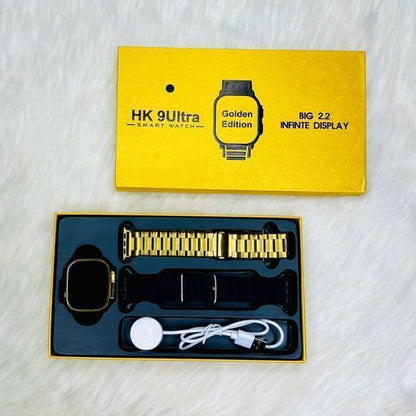 HK 9Ultra
SMART WATCH
Golden
Edition
BIG 2.2
INFINTE DISPLAY